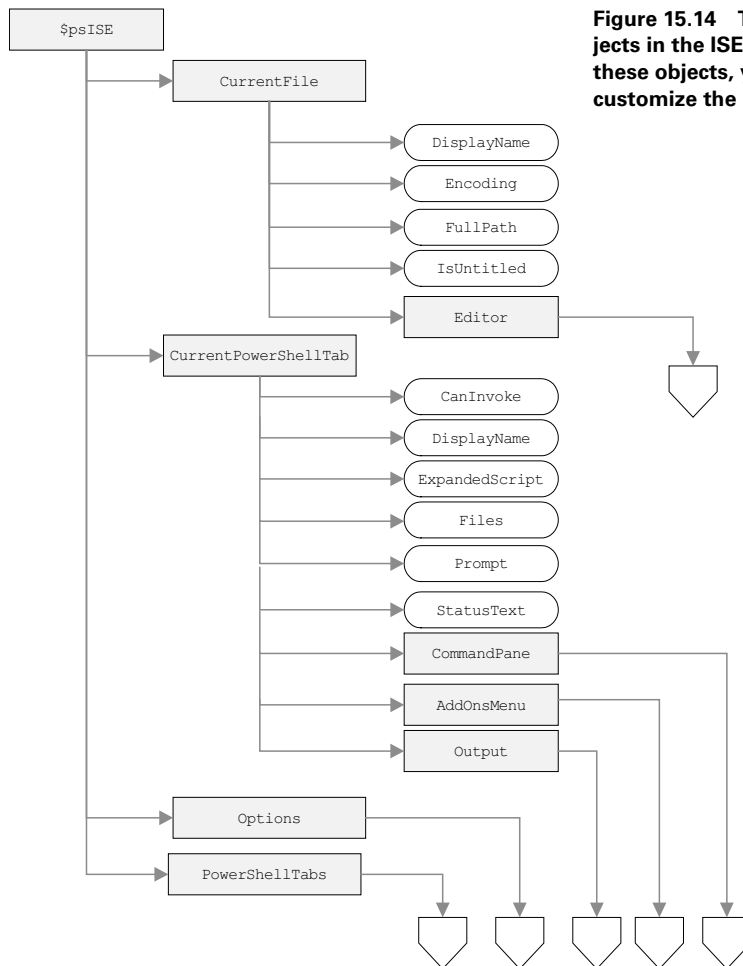 $psISE
Figure 15.14 T
jects in the ISE
these objects, v
customize the
CurrentFile
DisplayName
Encoding
FullPath
IsUntitled
Editor
CurrentPowerShellTab
CanInvoke
DisplayName
ExpandedScript
Files
Prompt
StatusText
CommandPane
AddOnsMenu
Output
Options
PowerShellTabs